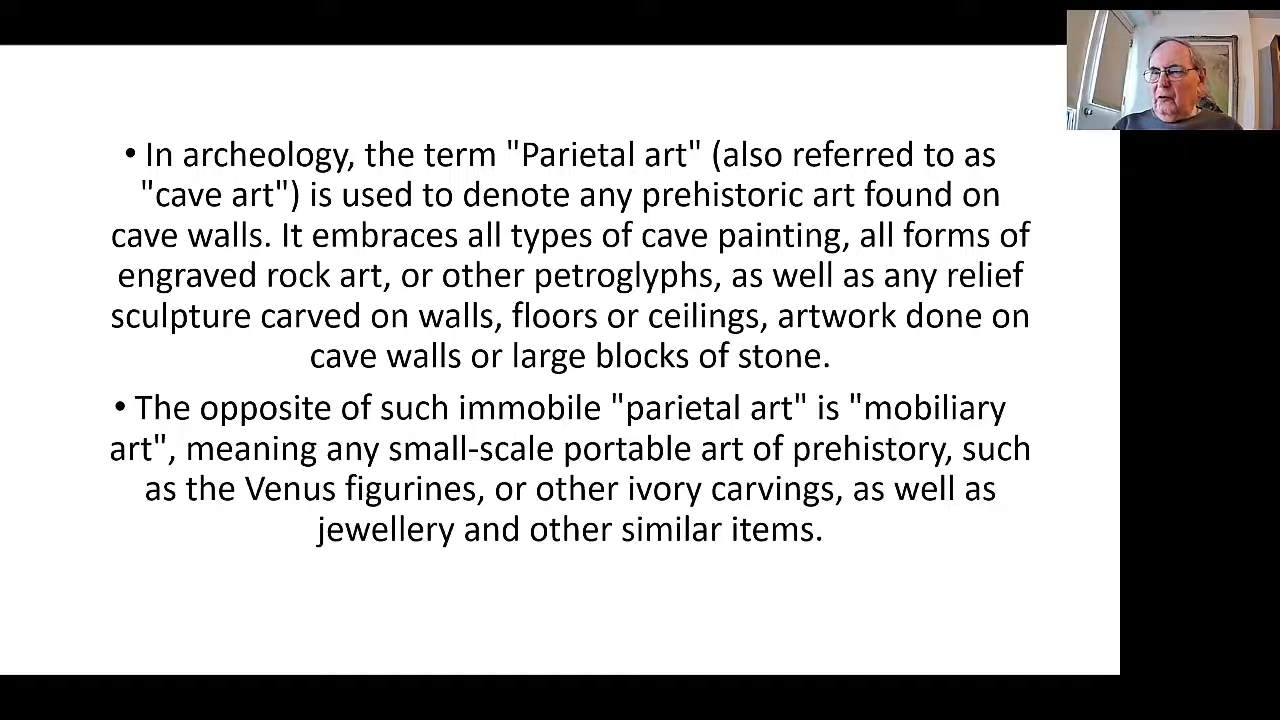 • In archeology, the term "Parietal art" (also referred to as
"cave art") is used to denote any prehistoric art found on
cave walls. It embraces all types of cave painting, all forms of
engraved rock art, or other petroglyphs, as well as any relief
sculpture carved on walls, floors or ceilings, artwork done on
cave walls or large blocks of stone.
• The opposite of such immobile "parietal art" is "mobiliary
art", meaning any small-scale portable art of prehistory, such
as the Venus figurines, or other ivory carvings, as well as
jewellery and other similar items.